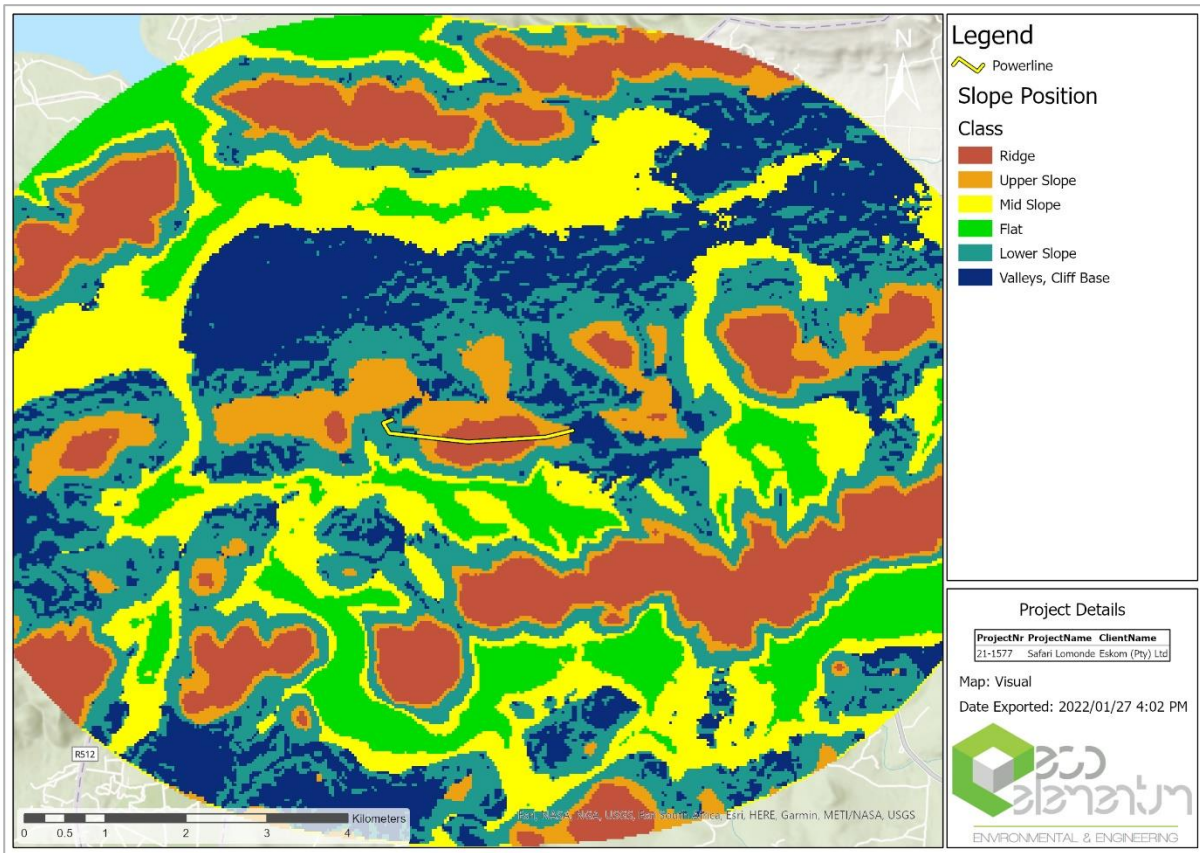 Legend
Powerline
Slope Position
Class
Ridge
Upper Slope
Mid Slope
Flat
Lower Slope
Valleys, Cliff Base
N
R512
Kilometers
0 0.5 1 2 3 4
Esri, NASA, NGA, USGS, Esri South Africa, Esri, HERE, Garmin, METI/NASA, USGS
Project Details
ProjectNr ProjectName ClientName
21-1577 Safari Lomonde Eskom (Pty) Ltd
Map: Visual
Date Exported: 2022/01/27 4:02 PM
eco
elementum
ENVIRONMENTAL & ENGINEERING